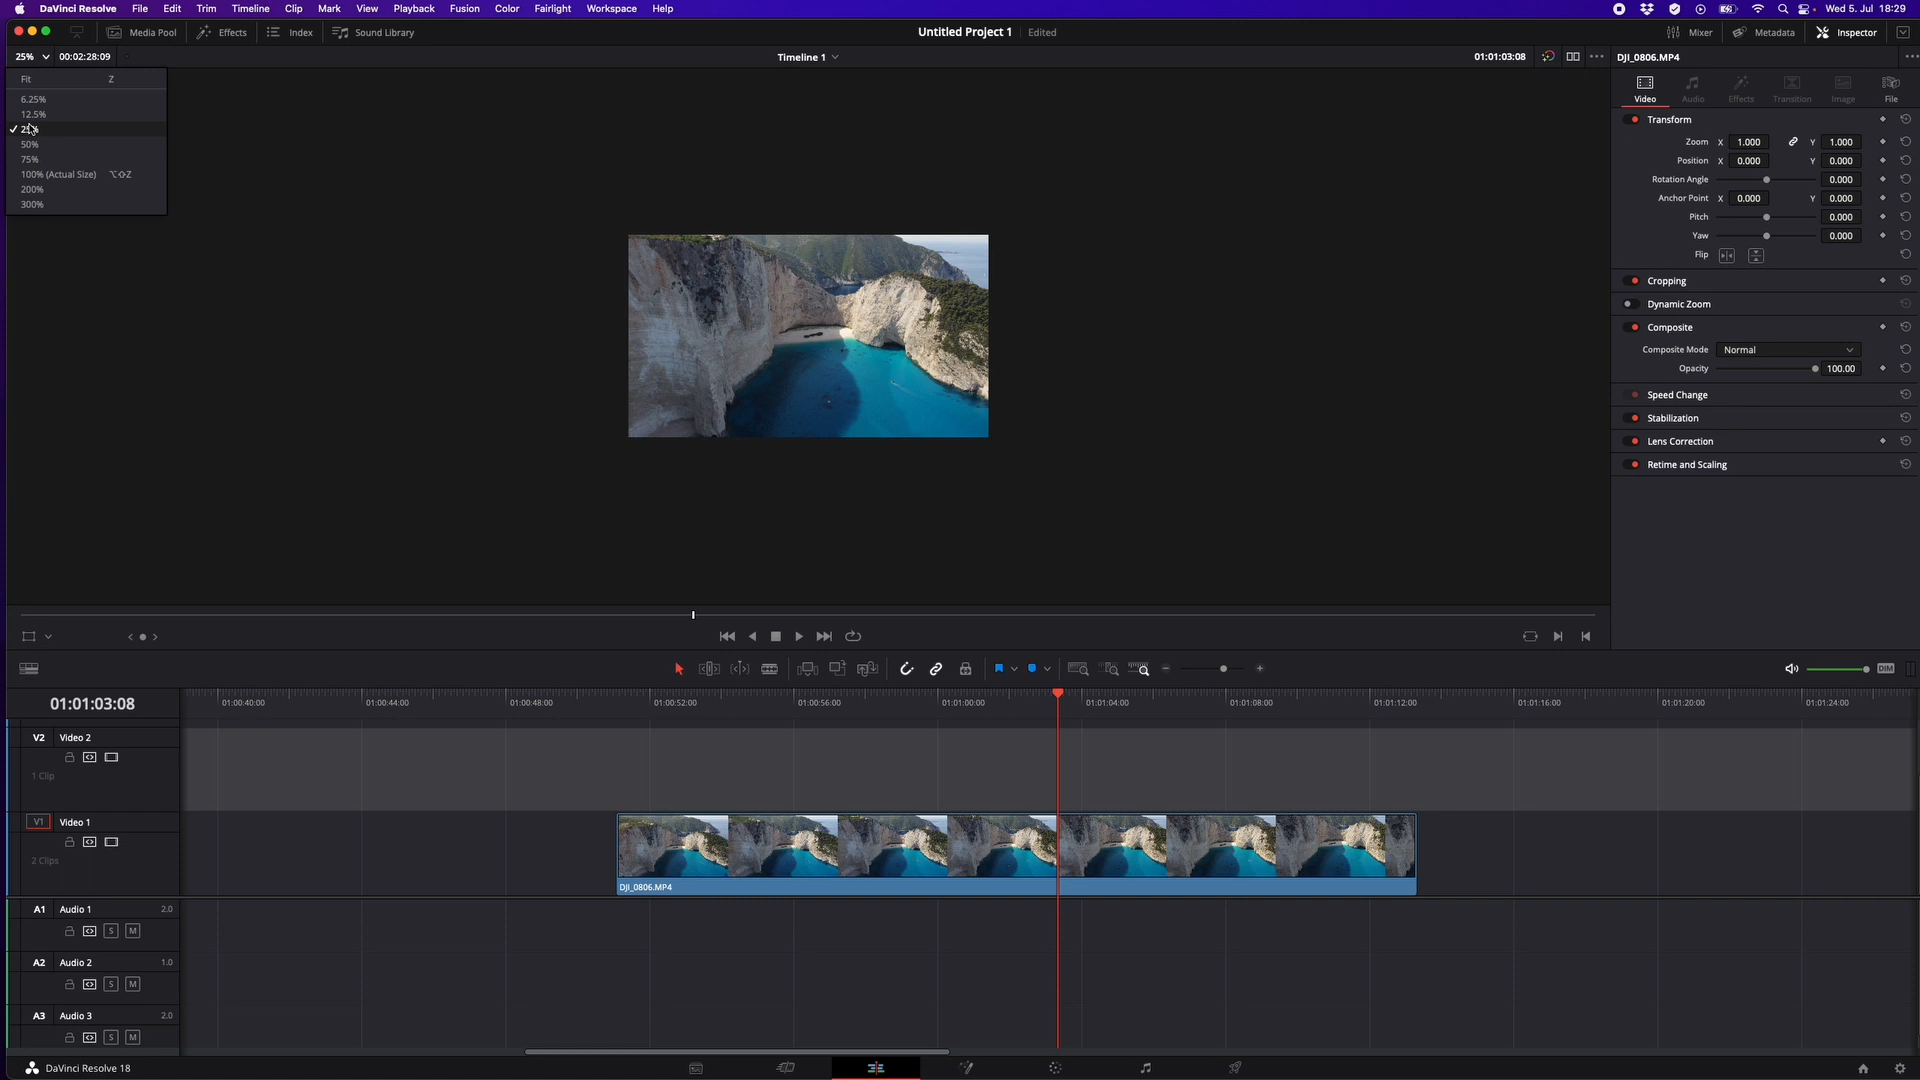 DaVinci Resolve File Edit Trim Timeline Clip Mark View Playback Fusion Color Fairlight Workspace Help Wed 5. Jul 18:29
Media Pool Effects Index Sound Library Untitled Project 1 Edited Mixer Metadata Inspector
25% 00:02:28:09 Timeline 1 01:01:03:08 DJI_0806.MP4
Fit Z
6.25%
12.5%
25%
50%
75%
100% (Actual Size) ⌥⇧Z
200%
300%
Video Audio Effects Transition Image File
Transform
Zoom X 1.000 Y 1.000
Position X 0.000 Y 0.000
Rotation Angle 0.000
Anchor Point X 0.000 Y 0.000
Pitch 0.000
Yaw 0.000
Flip
Cropping
Dynamic Zoom
Composite
Composite Mode Normal
Opacity 100.00
Speed Change
Stabilization
Lens Correction
Retime and Scaling
DIM
01:01:03:08 01:00:40:00 01:00:44:00 01:00:48:00 01:00:52:00 01:00:56:00 01:01:00:00 01:01:04:00 01:01:08:00 01:01:12:00 01:01:16:00 01:01:20:00 01:01:24:00
V2 Video 2
1 Clip
V1 Video 1
2 Clips
DJI_0806.MP4
A1 Audio 1 2.0
S M
A2 Audio 2 1.0
S M
A3 Audio 3 2.0
S M
DaVinci Resolve 18